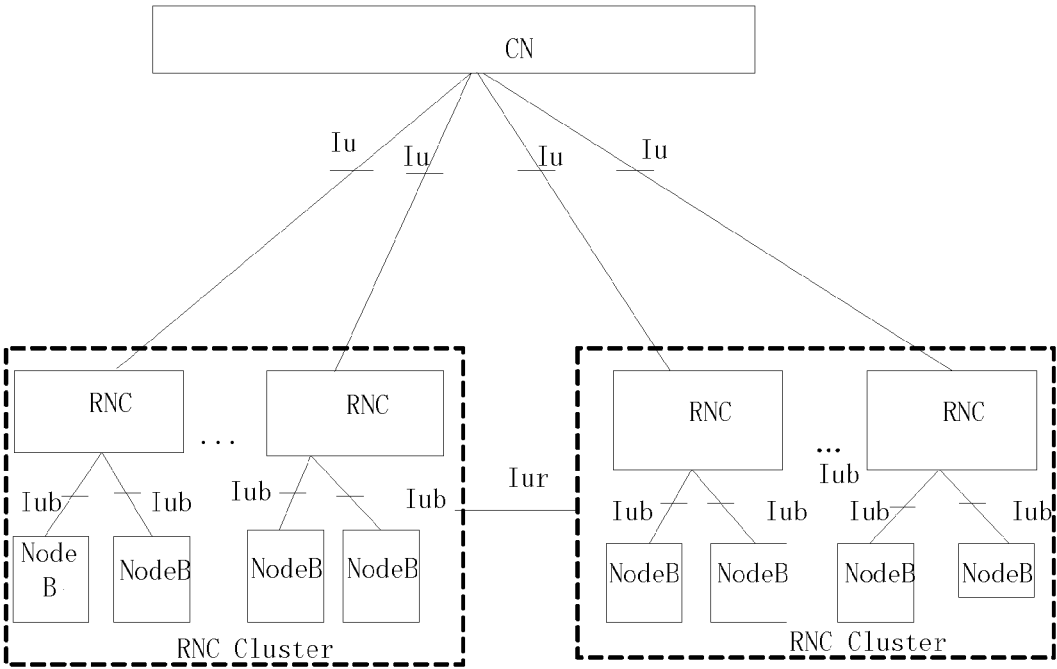 CN
Iu
Iu
Iu
Iu
RNC
RNC
RNC
RNC
...
...
Iub
Iub
Iub
Iub
Iur
Iub
Iub
Iub
Iub
Iub
Node
B
NodeB
NodeB
NodeB
NodeB
NodeB
NodeB
NodeB
RNC Cluster
RNC Cluster